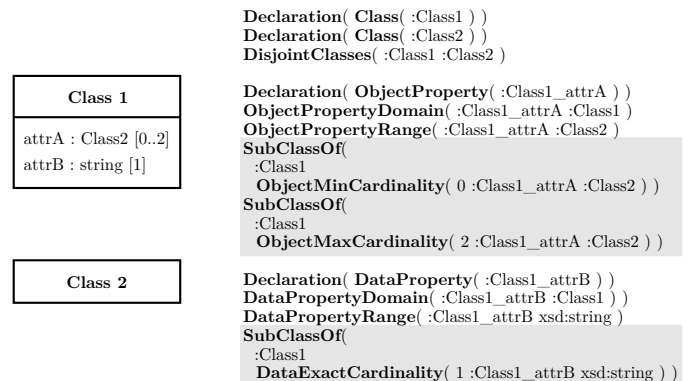 Class 1
attrA : Class2 [0..2]
attrB : string [1]
Class 2
Declaration( Class( :Class1 ) )
Declaration( Class( :Class2 ) )
DisjointClasses( :Class1 :Class2 )
Declaration( ObjectProperty( :Class1_attrA ) )
ObjectPropertyDomain( :Class1_attrA :Class1 )
ObjectPropertyRange( :Class1_attrA :Class2 )
SubClassOf(
:Class1
ObjectMinCardinality( 0 :Class1_attrA :Class2 ) )
SubClassOf(
:Class1
ObjectMaxCardinality( 2 :Class1_attrA :Class2 ) )
Declaration( DataProperty( :Class1_attrB ) )
DataPropertyDomain( :Class1_attrB :Class1 ) )
DataPropertyRange( :Class1_attrB xsd:string )
SubClassOf(
:Class1
DataExactCardinality( 1 :Class1_attrB xsd:string ) )